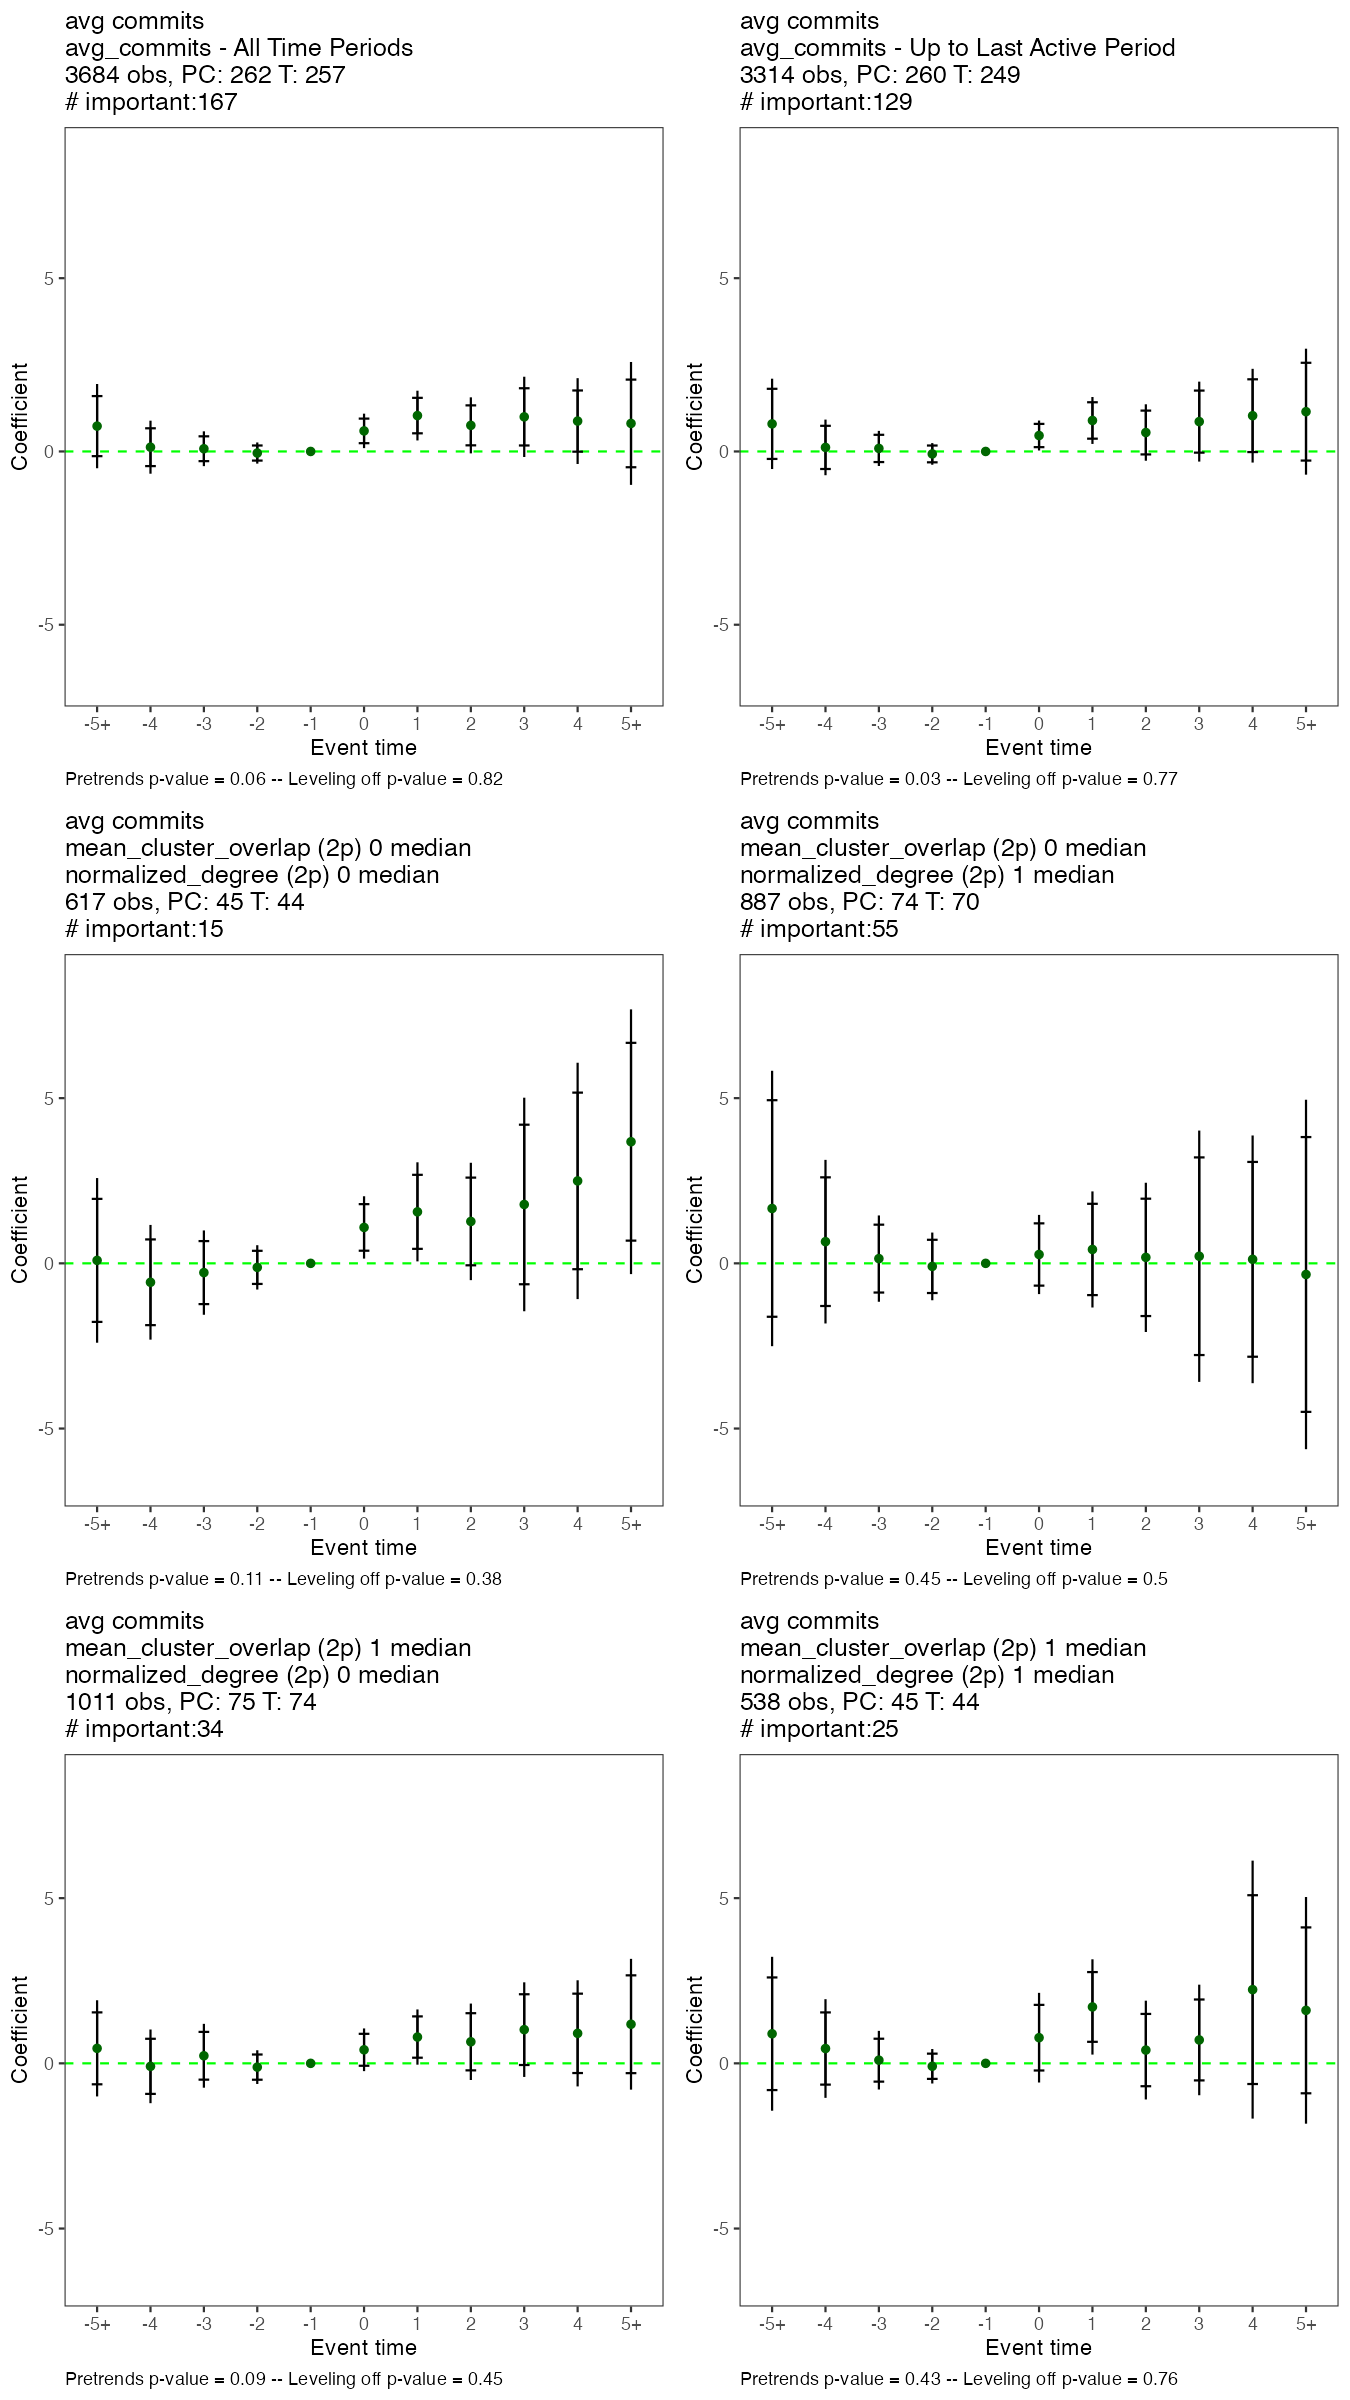 avg commits
avg_commits - All Time Periods
3684 obs, PC: 262 T: 257
# important:167
Coefficient
5
0
-5
-5+ -4 -3 -2 -1 0 1 2 3 4 5+
Event time
Pretrends p-value = 0.06 -- Leveling off p-value = 0.82
avg commits
avg_commits - Up to Last Active Period
3314 obs, PC: 260 T: 249
# important:129
Coefficient
5
0
-5
-5+ -4 -3 -2 -1 0 1 2 3 4 5+
Event time
Pretrends p-value = 0.03 -- Leveling off p-value = 0.77
avg commits
mean_cluster_overlap (2p) 0 median
normalized_degree (2p) 0 median
617 obs, PC: 45 T: 44
# important:15
Coefficient
5
0
-5
-5+ -4 -3 -2 -1 0 1 2 3 4 5+
Event time
Pretrends p-value = 0.11 -- Leveling off p-value = 0.38
avg commits
mean_cluster_overlap (2p) 0 median
normalized_degree (2p) 1 median
887 obs, PC: 74 T: 70
# important:55
Coefficient
5
0
-5
-5+ -4 -3 -2 -1 0 1 2 3 4 5+
Event time
Pretrends p-value = 0.45 -- Leveling off p-value = 0.5
avg commits
mean_cluster_overlap (2p) 1 median
normalized_degree (2p) 0 median
1011 obs, PC: 75 T: 74
# important:34
Coefficient
5
0
-5
-5+ -4 -3 -2 -1 0 1 2 3 4 5+
Event time
Pretrends p-value = 0.09 -- Leveling off p-value = 0.45
avg commits
mean_cluster_overlap (2p) 1 median
normalized_degree (2p) 1 median
538 obs, PC: 45 T: 44
# important:25
Coefficient
5
0
-5
-5+ -4 -3 -2 -1 0 1 2 3 4 5+
Event time
Pretrends p-value = 0.43 -- Leveling off p-value = 0.76